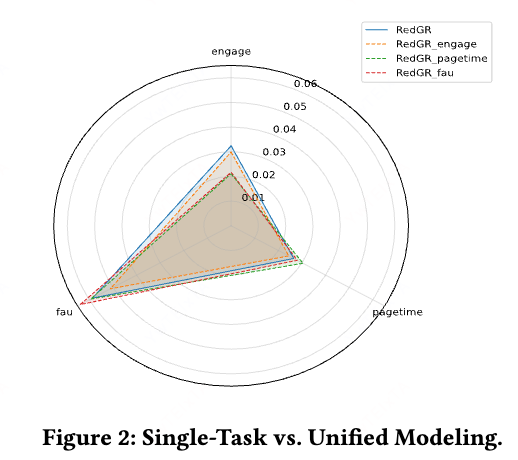 RedGR
RedGR_engage
RedGR_pagetime
RedGR_fau
engage
0.06
0.05
0.04
0.03
0.02
0.01
fau
pagetime
Figure 2: Single-Task vs. Unified Modeling.